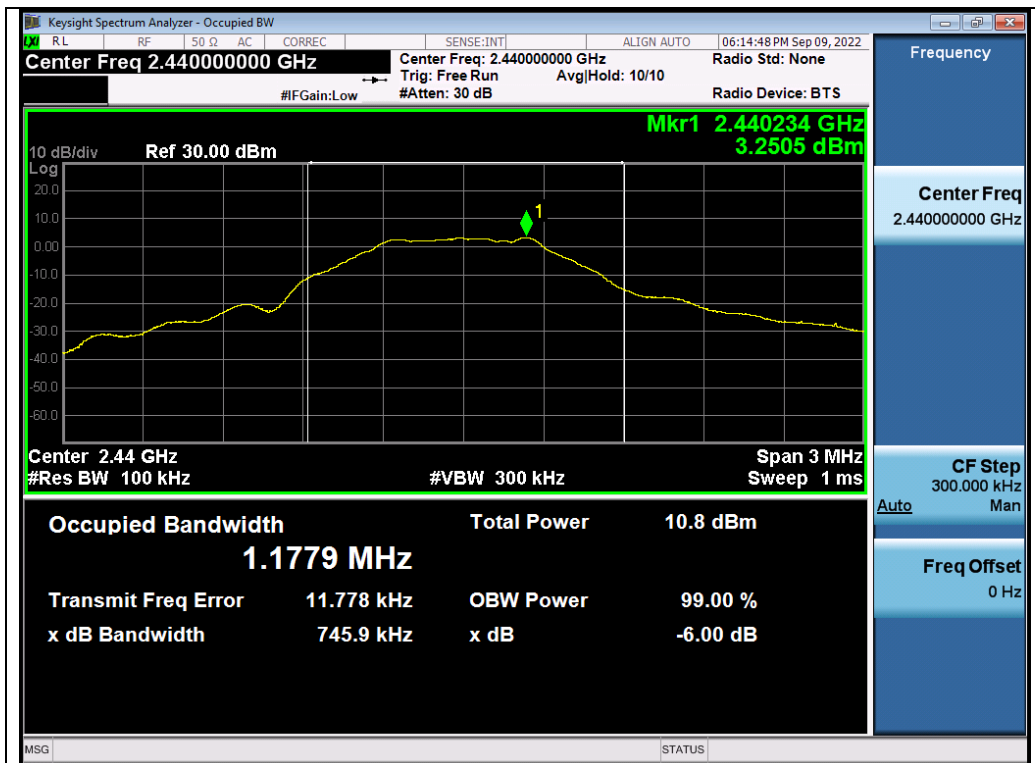 Keysight Spectrum Analyzer - Occupied BW
LXI RL RF 50 Ω AC CORREC SENSE:INT ALIGN AUTO 06:14:48 PM Sep 09, 2022
Center Freq 2.440000000 GHz
Center Freq: 2.440000000 GHz
Radio Std: None
Trig: Free Run Avg|Hold: 10/10
#IFGain:Low
#Atten: 30 dB
Radio Device: BTS
Frequency
Mkr1 2.440234 GHz
3.2505 dBm
10 dB/div Ref 30.00 dBm
Log
20.0
10.0
0.00
-10.0
-20.0
-30.0
-40.0
-50.0
-60.0
1
Center 2.44 GHz Span 3 MHz
#Res BW 100 kHz #VBW 300 kHz Sweep 1 ms
Center Freq
2.440000000 GHz
CF Step
300.000 kHz
Auto Man
Freq Offset
0 Hz
Occupied Bandwidth Total Power 10.8 dBm
1.1779 MHz
Transmit Freq Error 11.778 kHz OBW Power 99.00 %
x dB Bandwidth 745.9 kHz x dB -6.00 dB
MSG STATUS